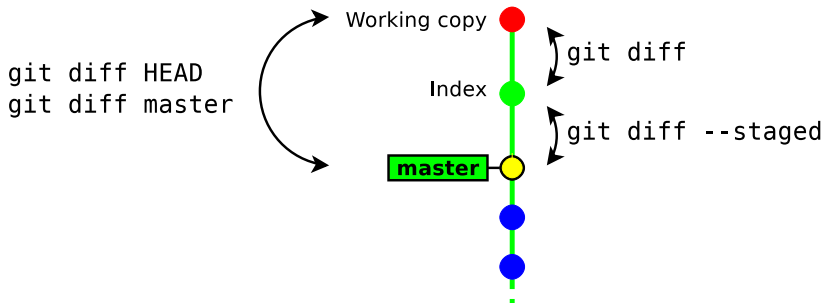 Working copy
git diff
git diff HEAD
git diff master
Index
git diff --staged
master